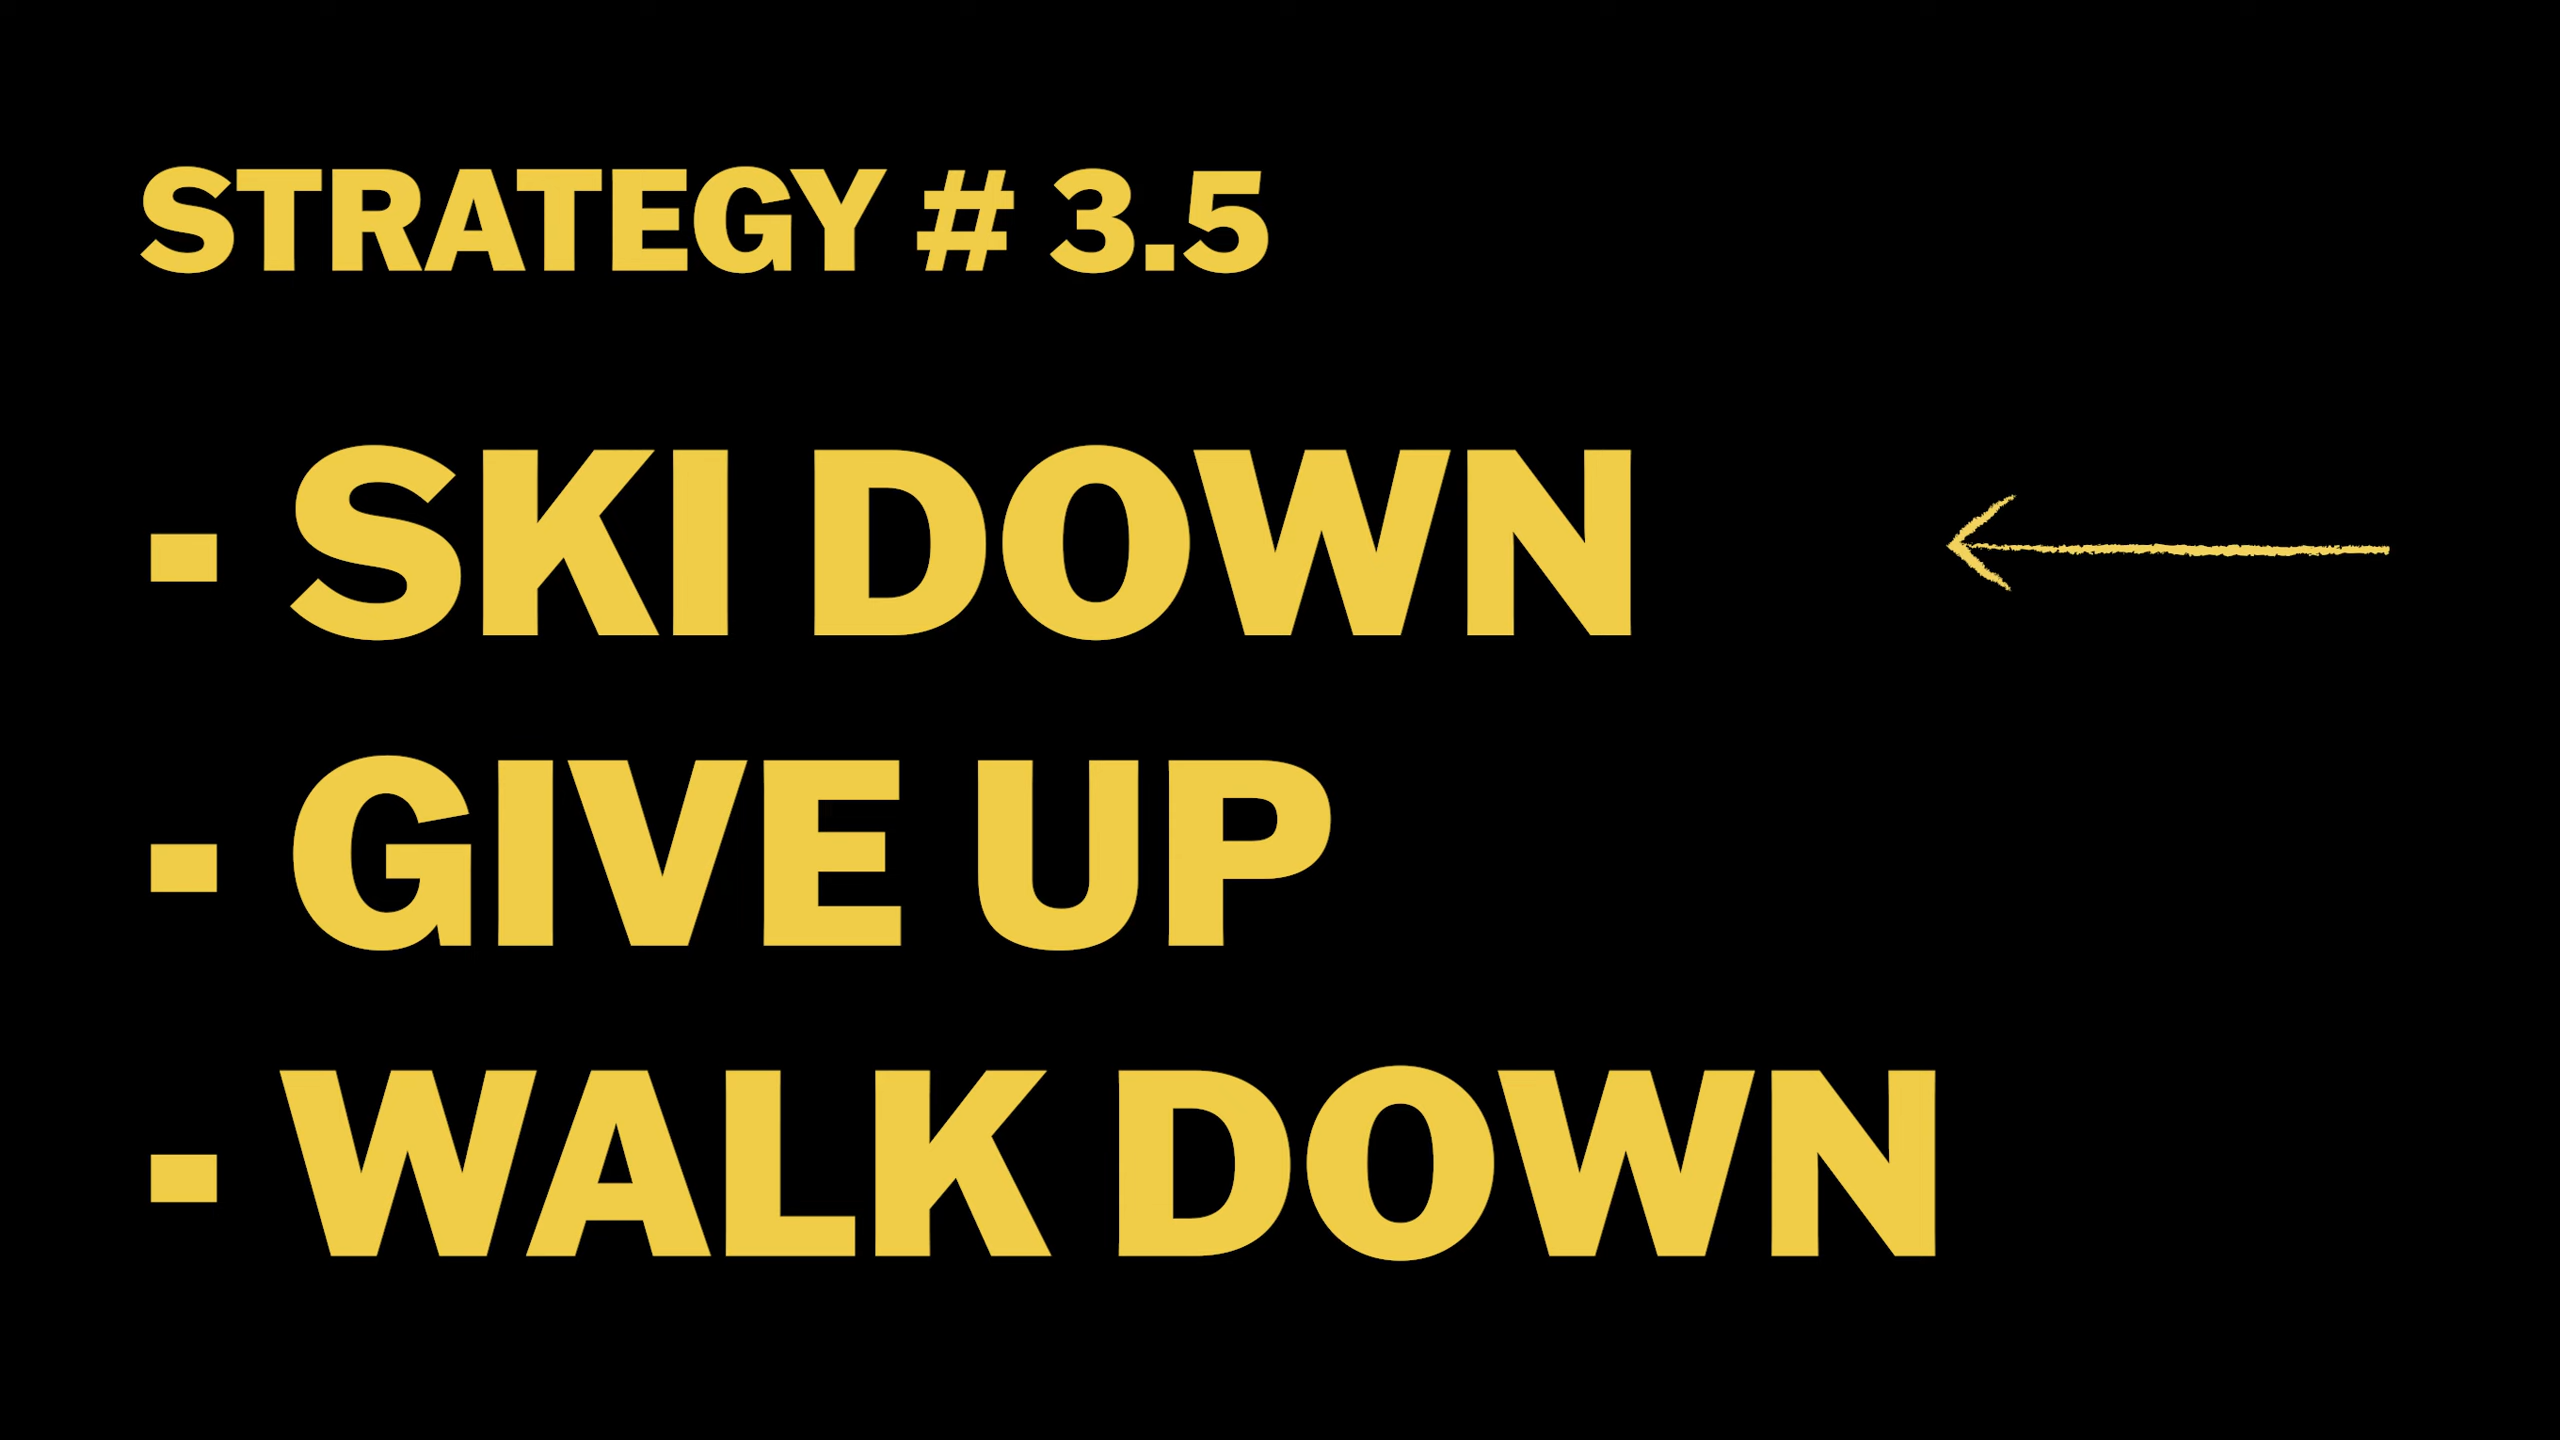 STRATEGY # 3.5
- SKI DOWN
- GIVE UP
- WALK DOWN